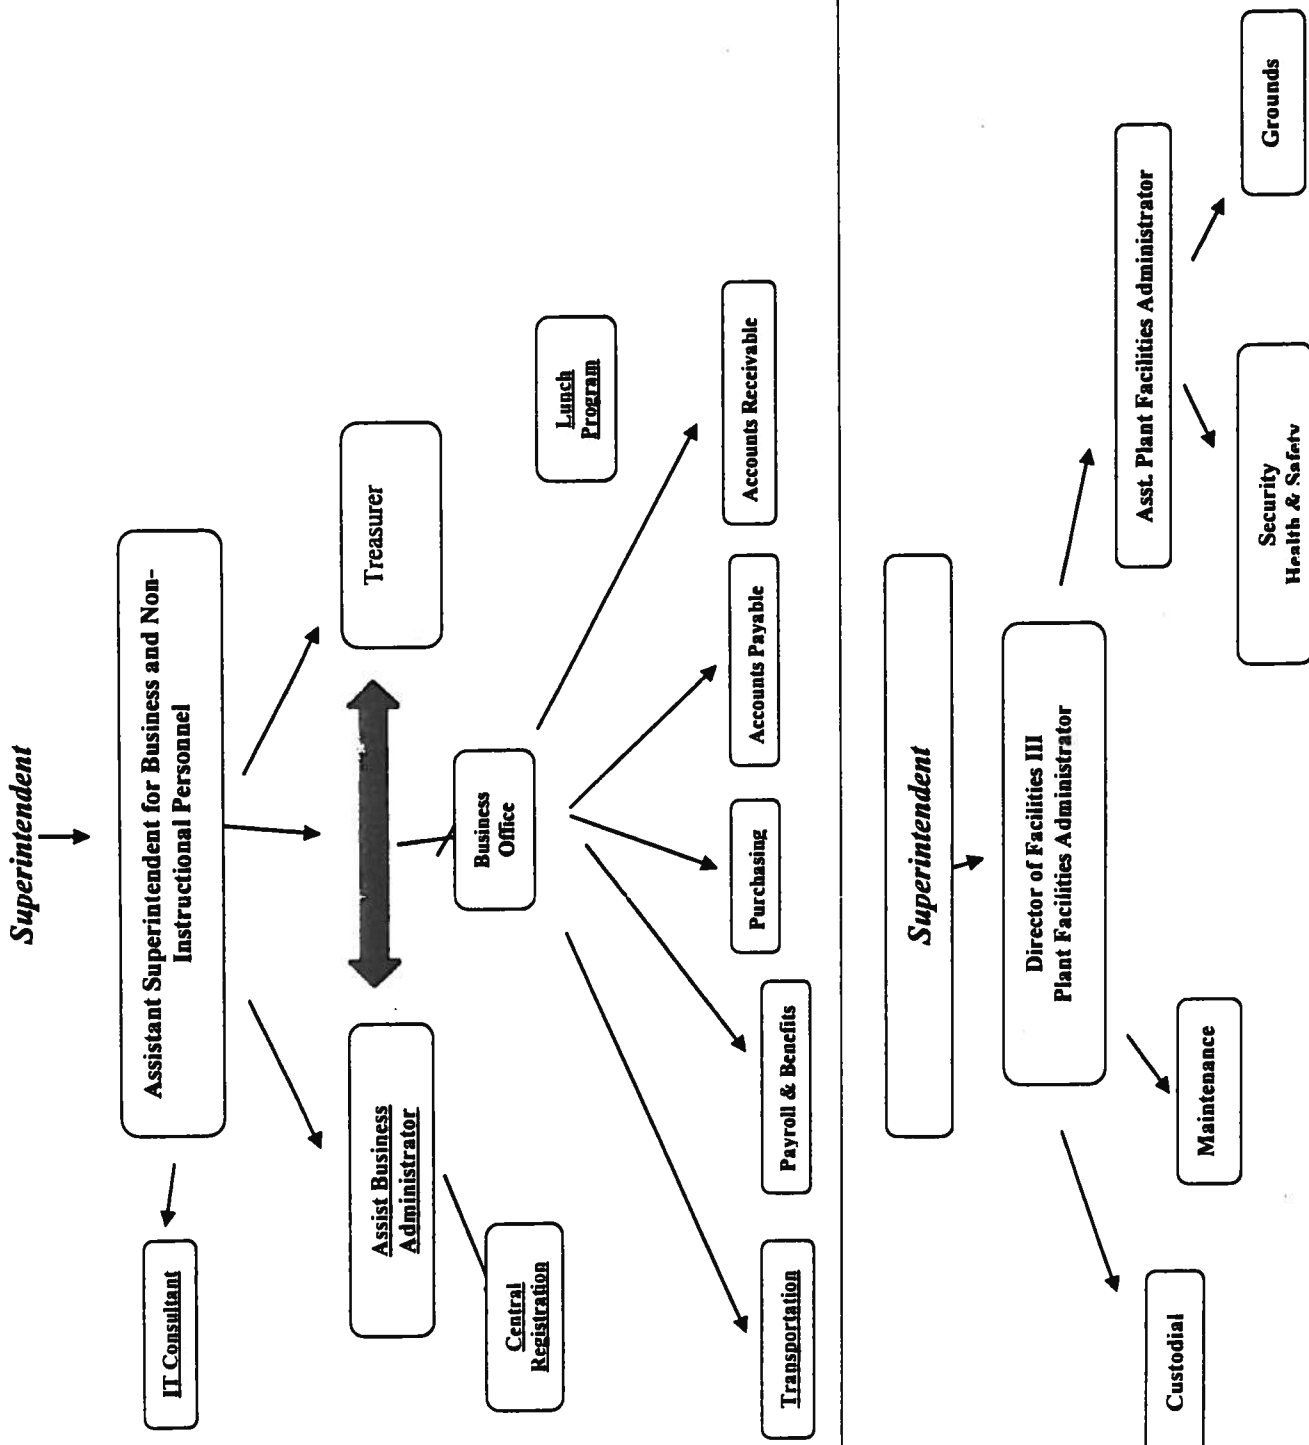 Superintendent
Assistant Superintendent for Business and Non-
Instructional Personnel
IT Consultant
Assist Business
Administrator
Treasurer
Central
Registration
Business
Office
Lunch
Program
Transportation
Payroll & Benefits
Purchasing
Accounts Payable
Accounts Receivable
Superintendent
Director of Facilities III
Plant Facilities Administrator
Custodial
Maintenance
Asst. Plant Facilities Administrator
Security
Health & Safety
Grounds